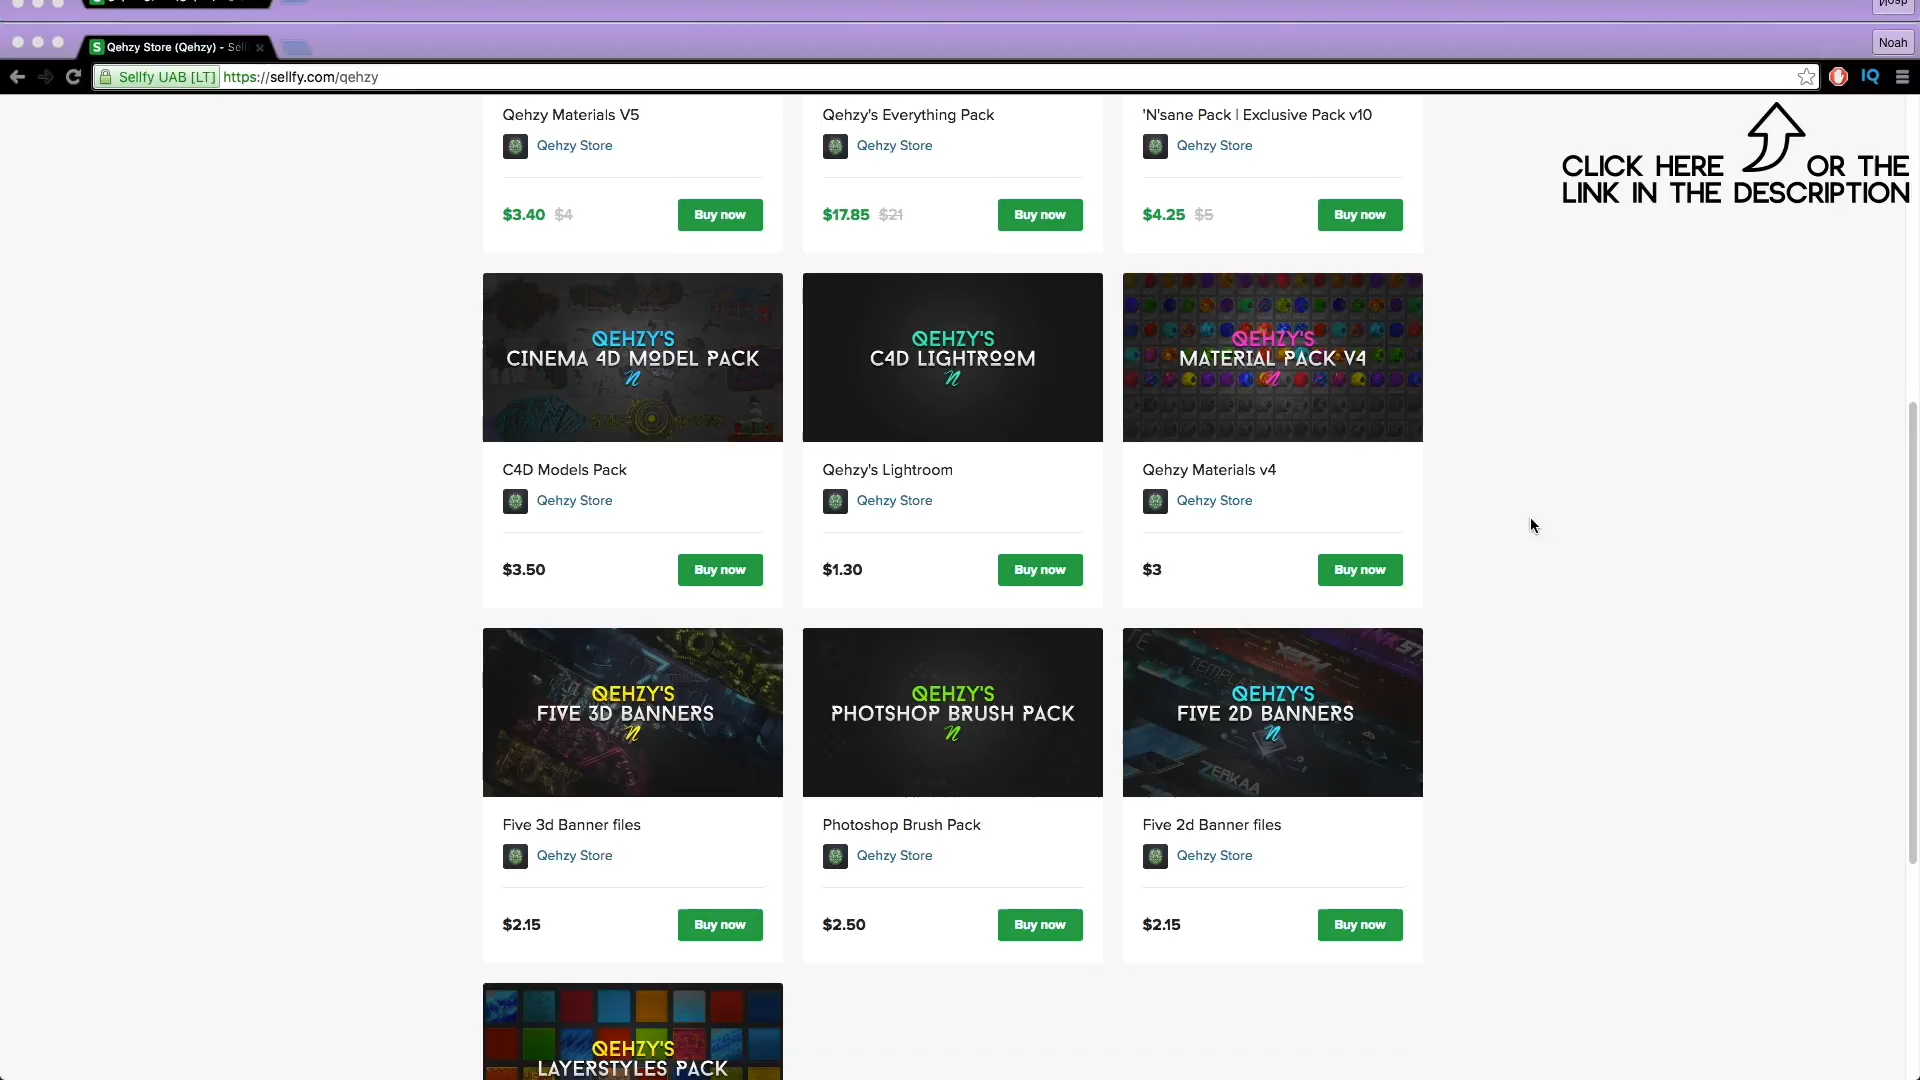 Qehzy Store (Qehzy) - Sell
Noah
Sellfy UAB [LT] https://sellfy.com/qehzy
IQ
CLICK HERE OR THE
LINK IN THE DESCRIPTION
Qehzy Materials V5
Qehzy's Everything Pack
'N'sane Pack | Exclusive Pack v10
Qehzy Store
Qehzy Store
Qehzy Store
$3.40 $4 Buy now
$17.85 $21 Buy now
$4.25 $5 Buy now
QEHZY'S
CINEMA 4D MODEL PACK
N
QEHZY'S
C4D LIGHTROOM
N
QEHZY'S
MATERIAL PACK V4
N
C4D Models Pack
Qehzy's Lightroom
Qehzy Materials v4
Qehzy Store
Qehzy Store
Qehzy Store
$3.50 Buy now
$1.30 Buy now
$3 Buy now
QEHZY'S
FIVE 3D BANNERS
N
QEHZY'S
PHOTSHOP BRUSH PACK
N
QEHZY'S
FIVE 2D BANNERS
N
ZERKAA
Five 3d Banner files
Photoshop Brush Pack
Five 2d Banner files
Qehzy Store
Qehzy Store
Qehzy Store
$2.15 Buy now
$2.50 Buy now
$2.15 Buy now
QEHZY'S
LAYERSTYLES PACK